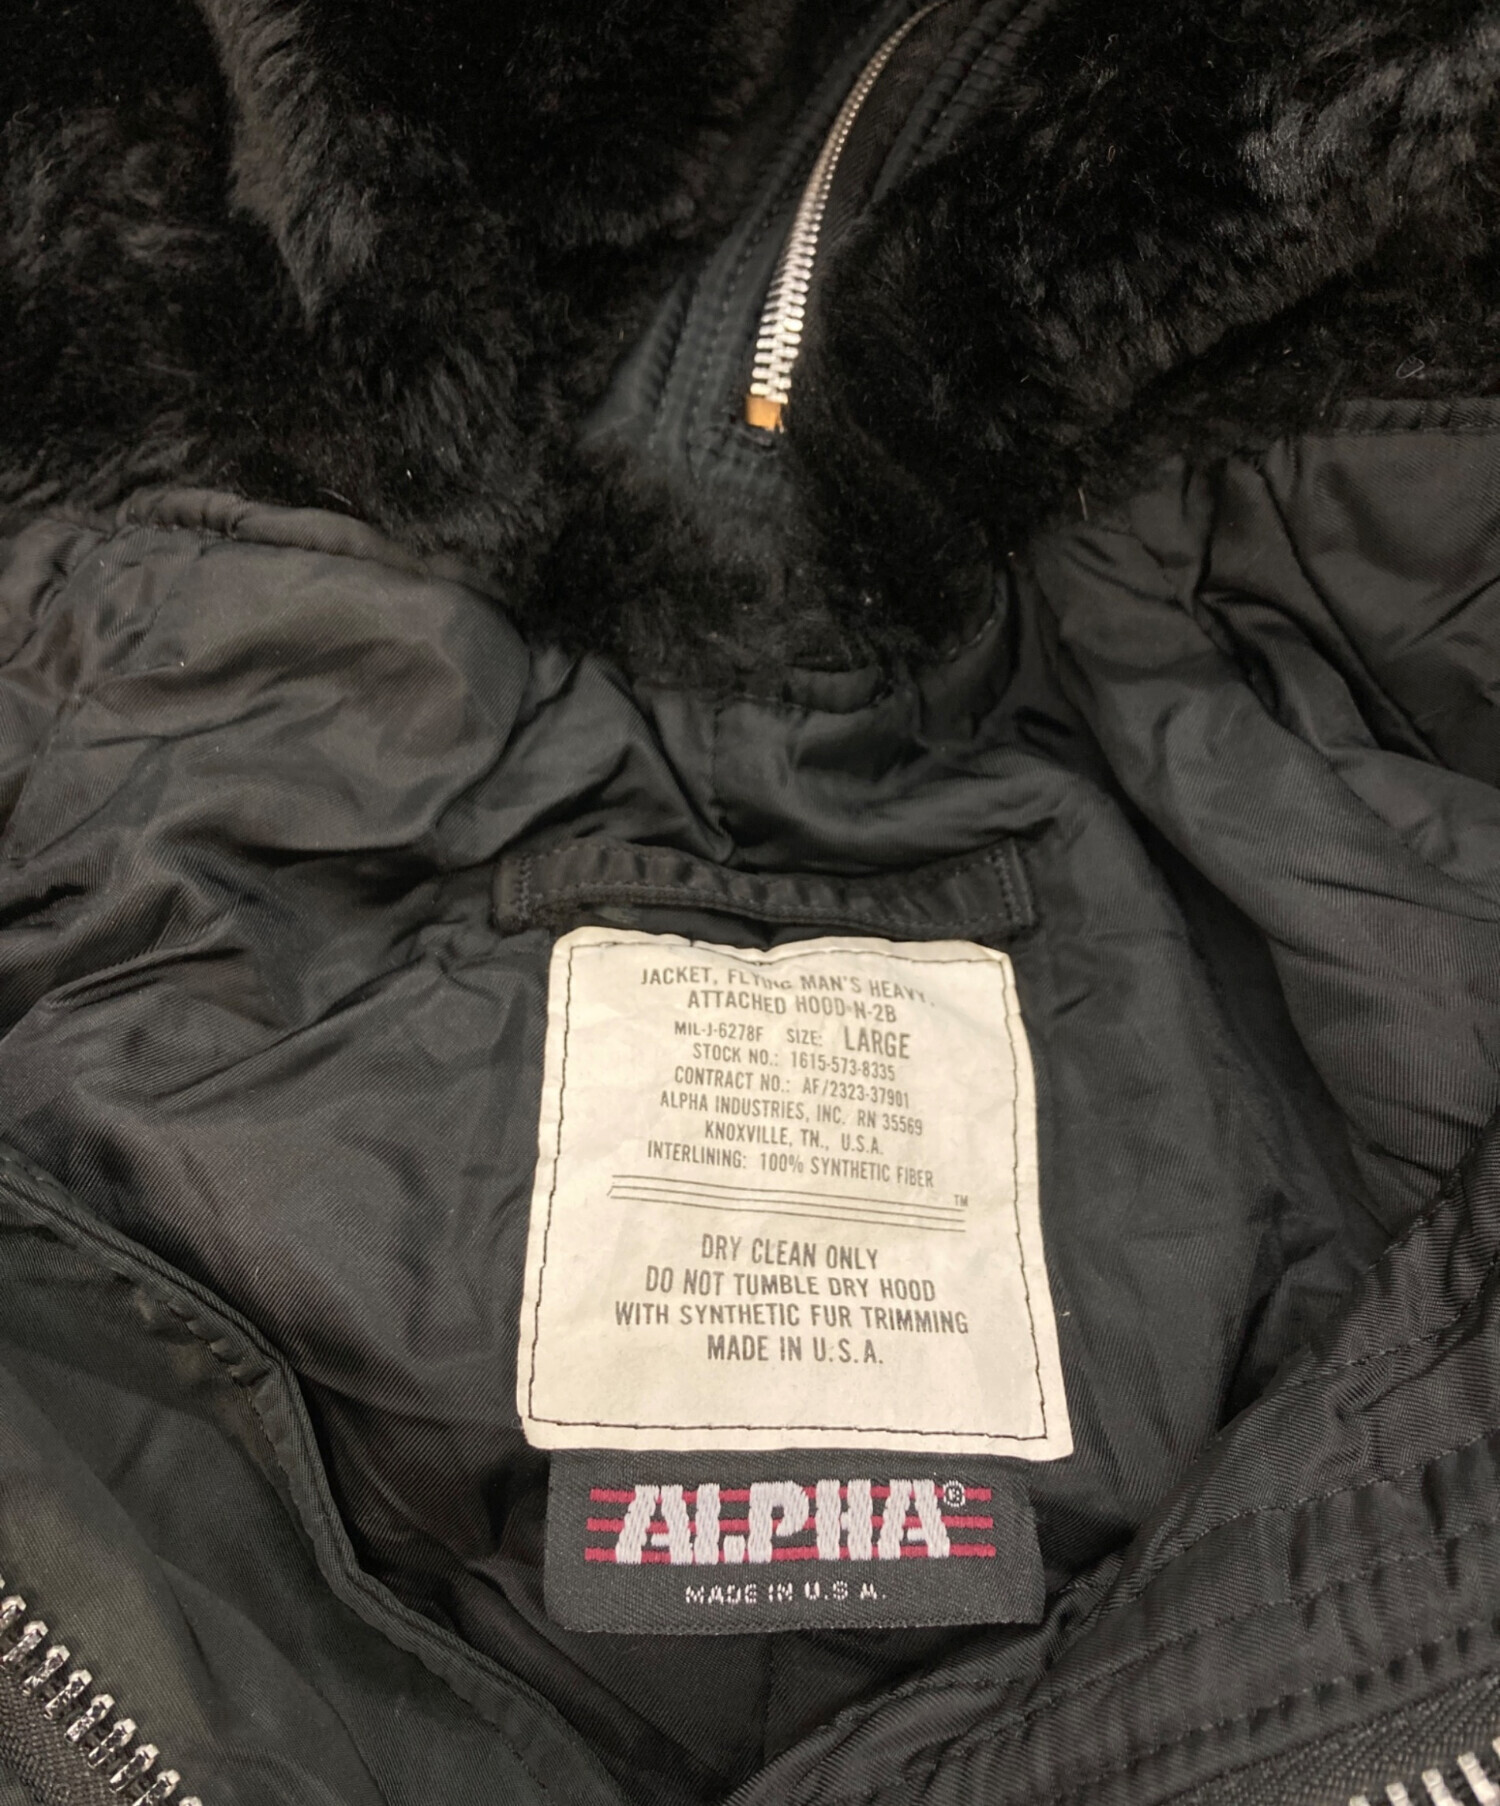 JACKET, FLYING MAN'S HEAVY,
ATTACHED HOOD-N-2B
MIL-J-6278F SIZE: LARGE
STOCK NO.: 1615-573-8335
CONTRACT NO.: AF/2323-37901
ALPHA INDUSTRIES, INC. RN 35569
KNOXVILLE, TN., U.S.A.
INTERLINING: 100% SYNTHETIC FIBER
TM
DRY CLEAN ONLY
DO NOT TUMBLE DRY HOOD
WITH SYNTHETIC FUR TRIMMING
MADE IN U.S.A.
ALPHA®
MADE IN U.S.A.